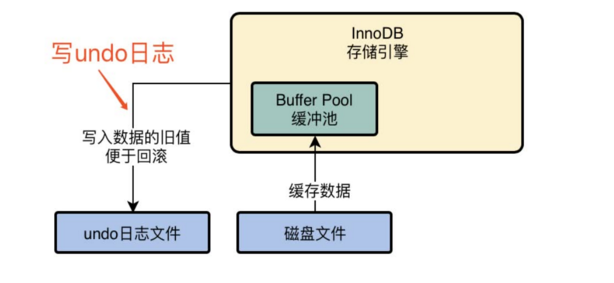 InnoDB
存储引擎
写undo日志
Buffer Pool
缓冲池
写入数据的旧值
便于回滚
缓存数据
undo日志文件
磁盘文件